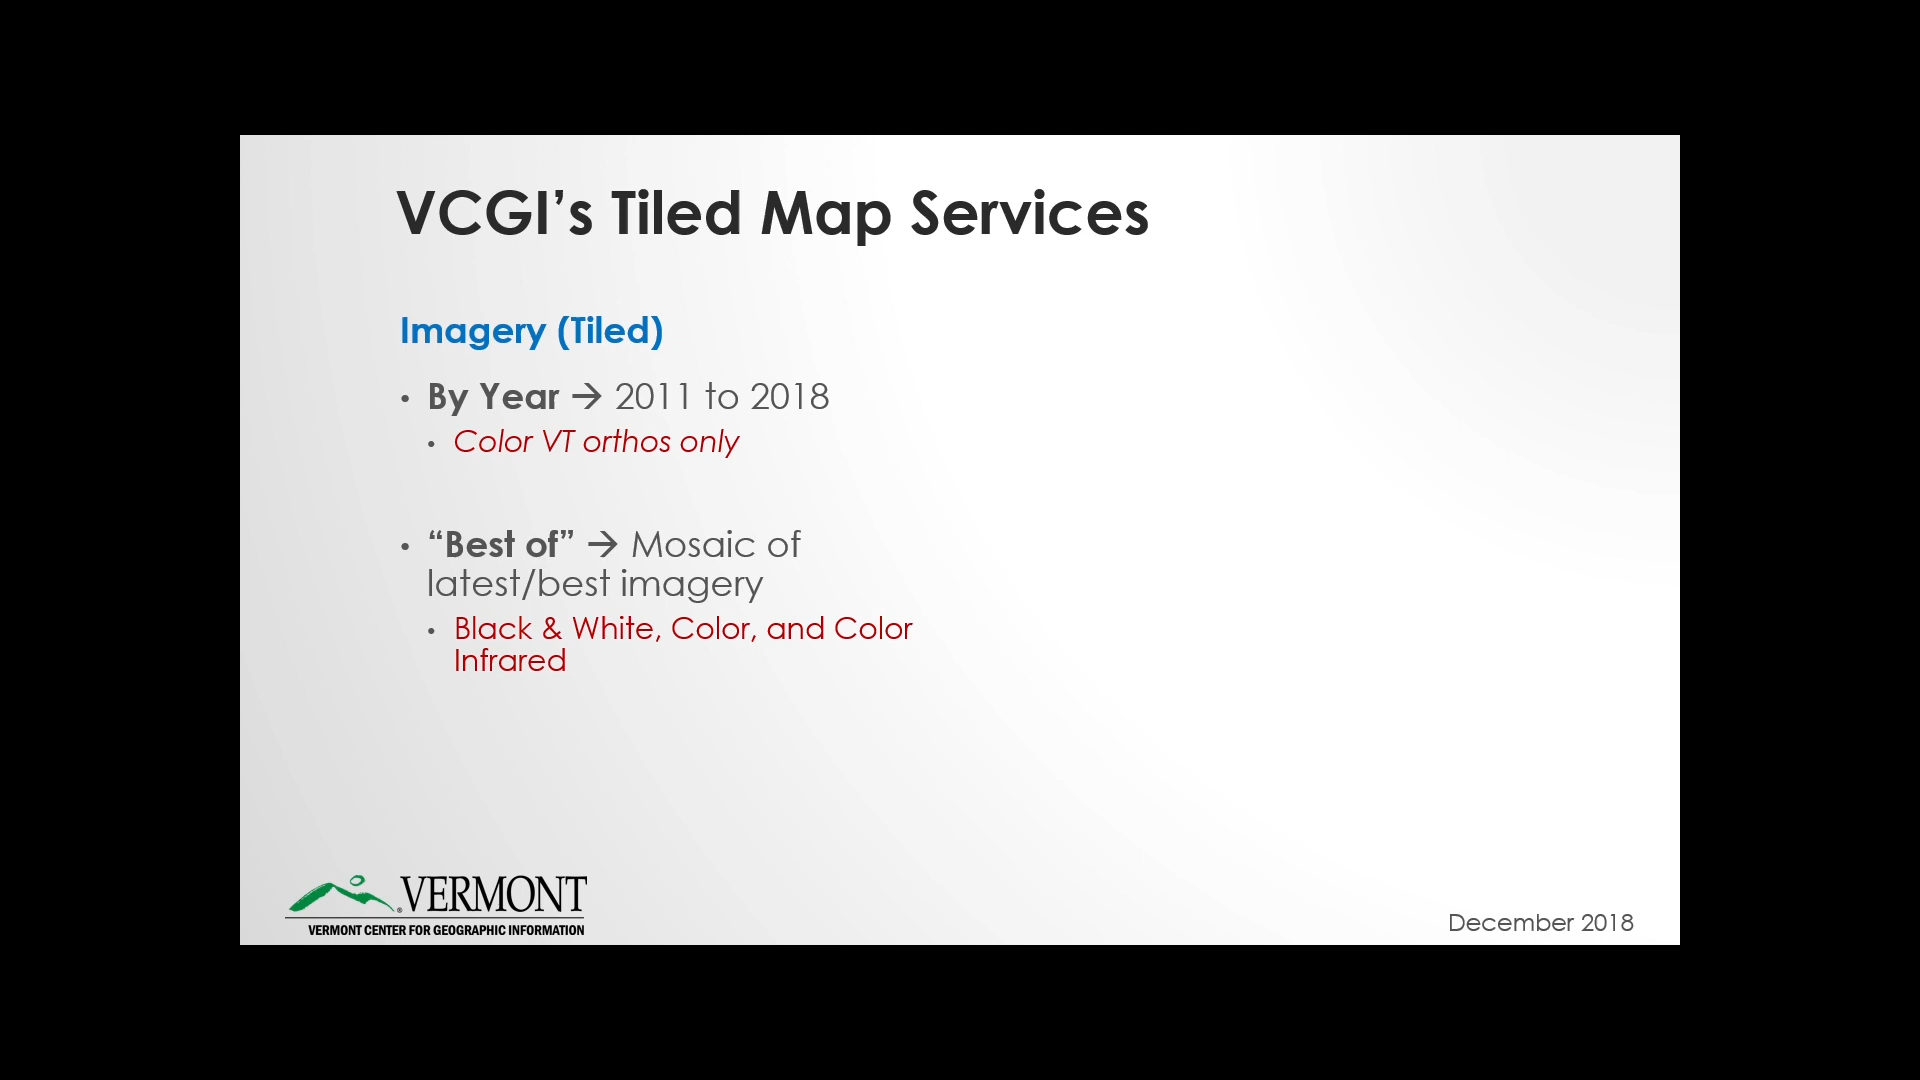 VCGI’s Tiled Map Services
Imagery (Tiled)
• By Year → 2011 to 2018
• Color VT orthos only
• “Best of” → Mosaic of
latest/best imagery
• Black & White, Color, and Color
Infrared
® VERMONT
VERMONT CENTER FOR GEOGRAPHIC INFORMATION
December 2018